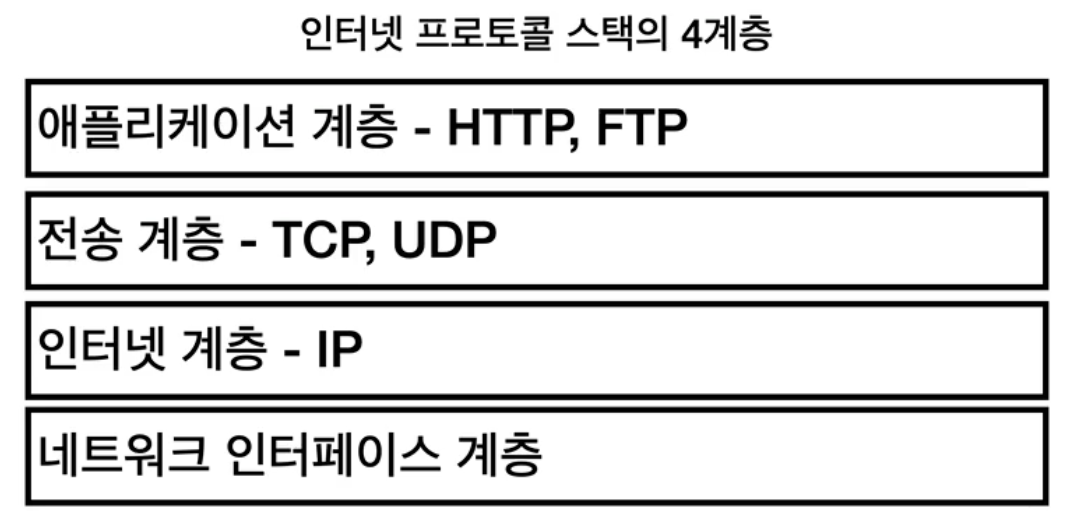 인터넷 프로토콜 스택의 4계층
애플리케이션 계층 - HTTP, FTP
전송 계층 - TCP, UDP
인터넷 계층 - IP
네트워크 인터페이스 계층